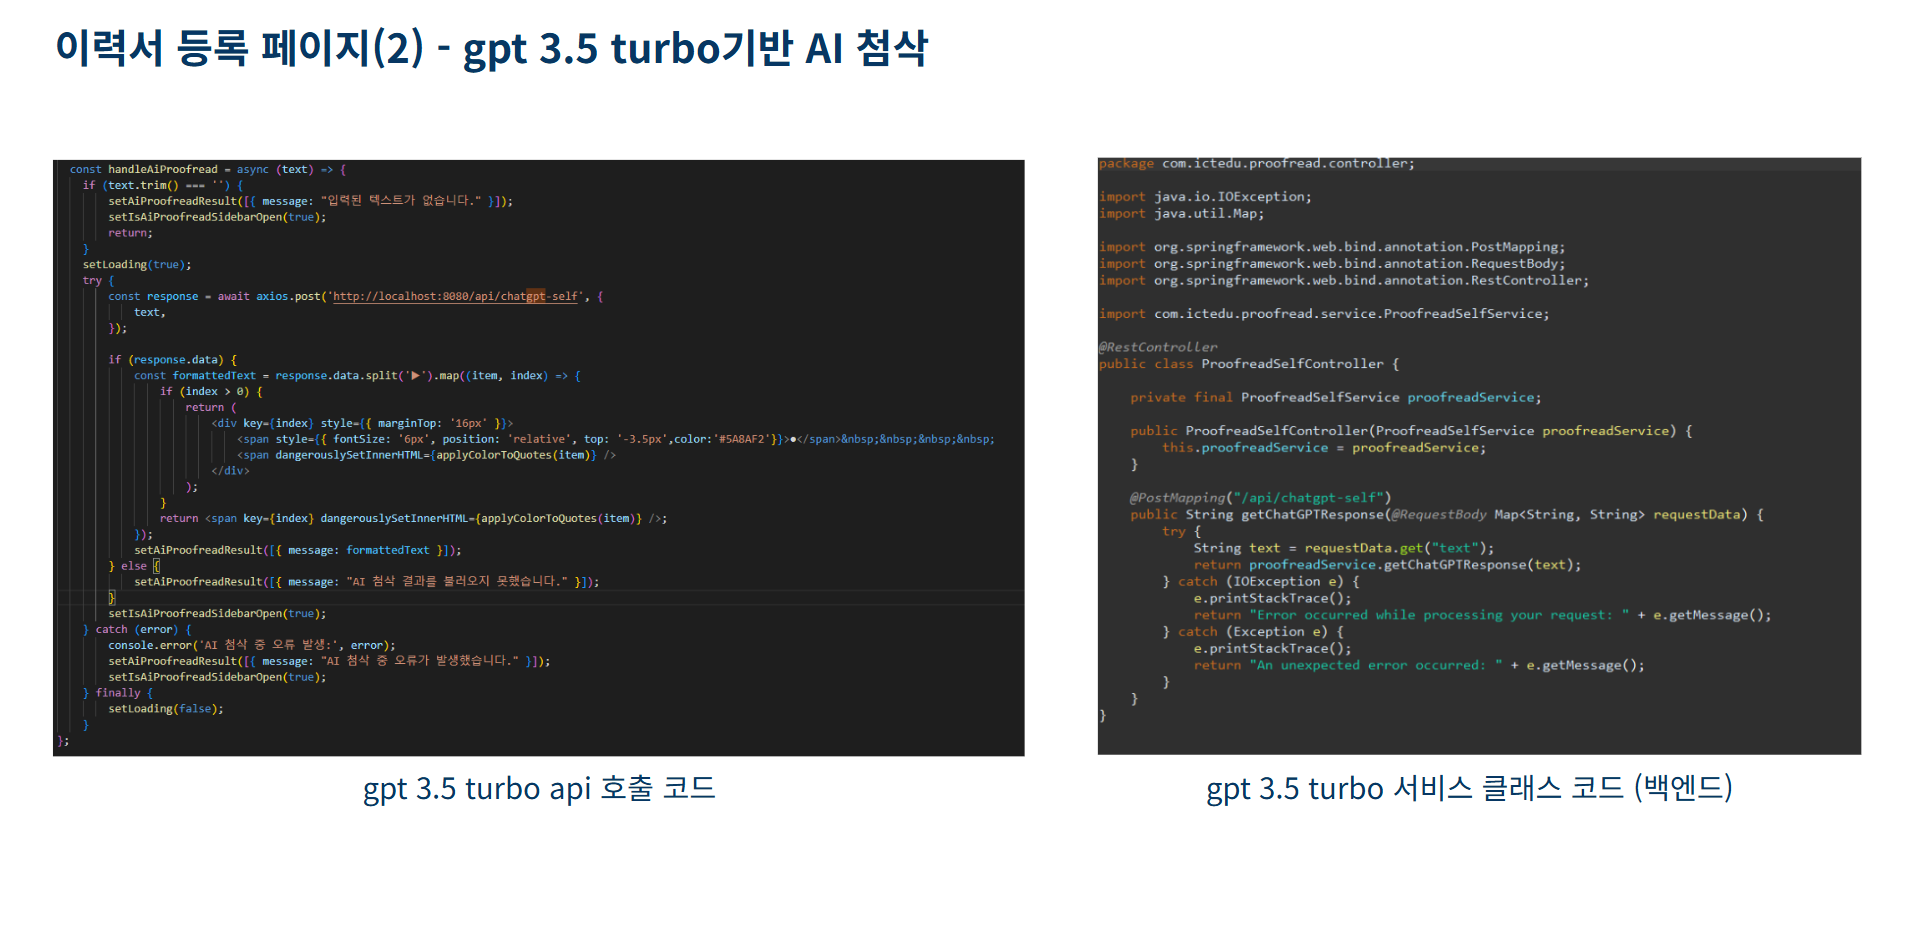 이력서 등록 페이지(2) - gpt 3.5 turbo기반 AI 첨삭
const handleAiProofread = async (text) => {
if (text.trim() === '') {
setAiProofreadResult([{ message: "입력된 텍스트가 없습니다." }]);
setIsAiProofreadSidebarOpen(true);
return;
}
setLoading(true);
try {
const response = await axios.post('http://localhost:8080/api/chatgpt-self', {
text,
});
if (response.data) {
const formattedText = response.data.split('▶').map((item, index) => {
if (index > 0) {
return (
<div key={index} style={{ marginTop: '16px' }}>
<span style={{ fontSize: '6px', position: 'relative', top: '-3.5px',color:'#5A8AF2'}}>●</span>&nbsp;&nbsp;&nbsp;&nbsp;
<span dangerouslySetInnerHTML={applyColorToQuotes(item)} />
</div>
);
}
return <span key={index} dangerouslySetInnerHTML={applyColorToQuotes(item)} />;
});
setAiProofreadResult([{ message: formattedText }]);
} else {
setAiProofreadResult([{ message: "AI 첨삭 결과를 불러오지 못했습니다." }]);
}
setIsAiProofreadSidebarOpen(true);
} catch (error) {
console.error('AI 첨삭 중 오류 발생:', error);
setAiProofreadResult([{ message: "AI 첨삭 중 오류가 발생했습니다." }]);
setIsAiProofreadSidebarOpen(true);
} finally {
setLoading(false);
}
};
gpt 3.5 turbo api 호출 코드
package com.ictedu.proofread.controller;
import java.io.IOException;
import java.util.Map;
import org.springframework.web.bind.annotation.PostMapping;
import org.springframework.web.bind.annotation.RequestBody;
import org.springframework.web.bind.annotation.RestController;
import com.ictedu.proofread.service.ProofreadSelfService;
@RestController
public class ProofreadSelfController {
private final ProofreadSelfService proofreadService;
public ProofreadSelfController(ProofreadSelfService proofreadService) {
this.proofreadService = proofreadService;
}
@PostMapping("/api/chatgpt-self")
public String getChatGPTResponse(@RequestBody Map<String, String> requestData) {
try {
String text = requestData.get("text");
return proofreadService.getChatGPTResponse(text);
} catch (IOException e) {
e.printStackTrace();
return "Error occurred while processing your request: " + e.getMessage();
} catch (Exception e) {
e.printStackTrace();
return "An unexpected error occurred: " + e.getMessage();
}
}
}
gpt 3.5 turbo 서비스 클래스 코드 (백엔드)